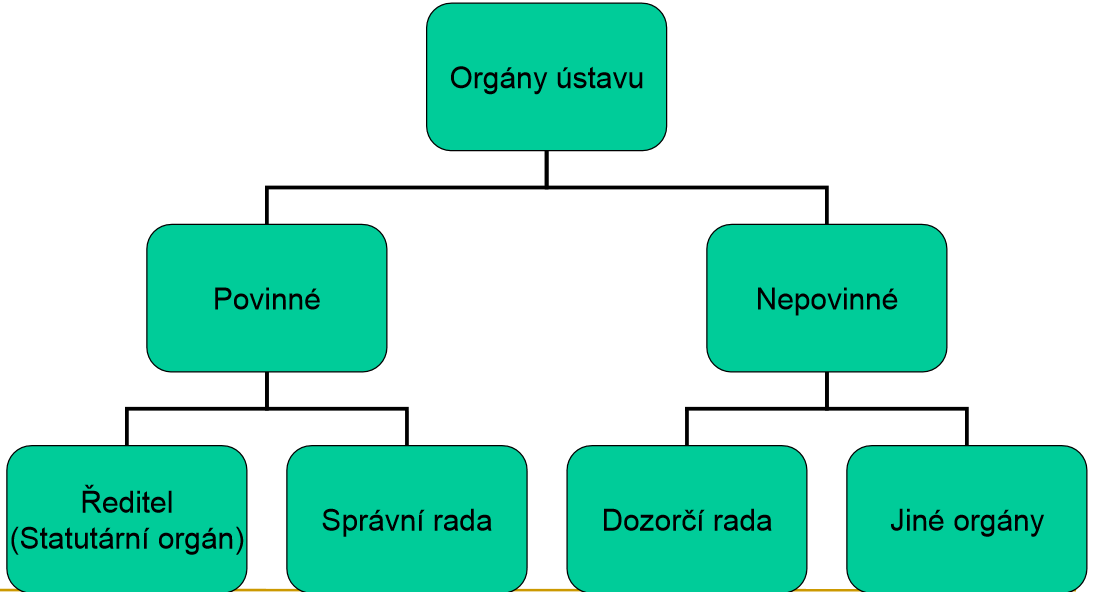 Orgány ústavu
Povinné
Nepovinné
Ředitel
(Statutární orgán)
Správní rada
Dozorčí rada
Jiné orgány